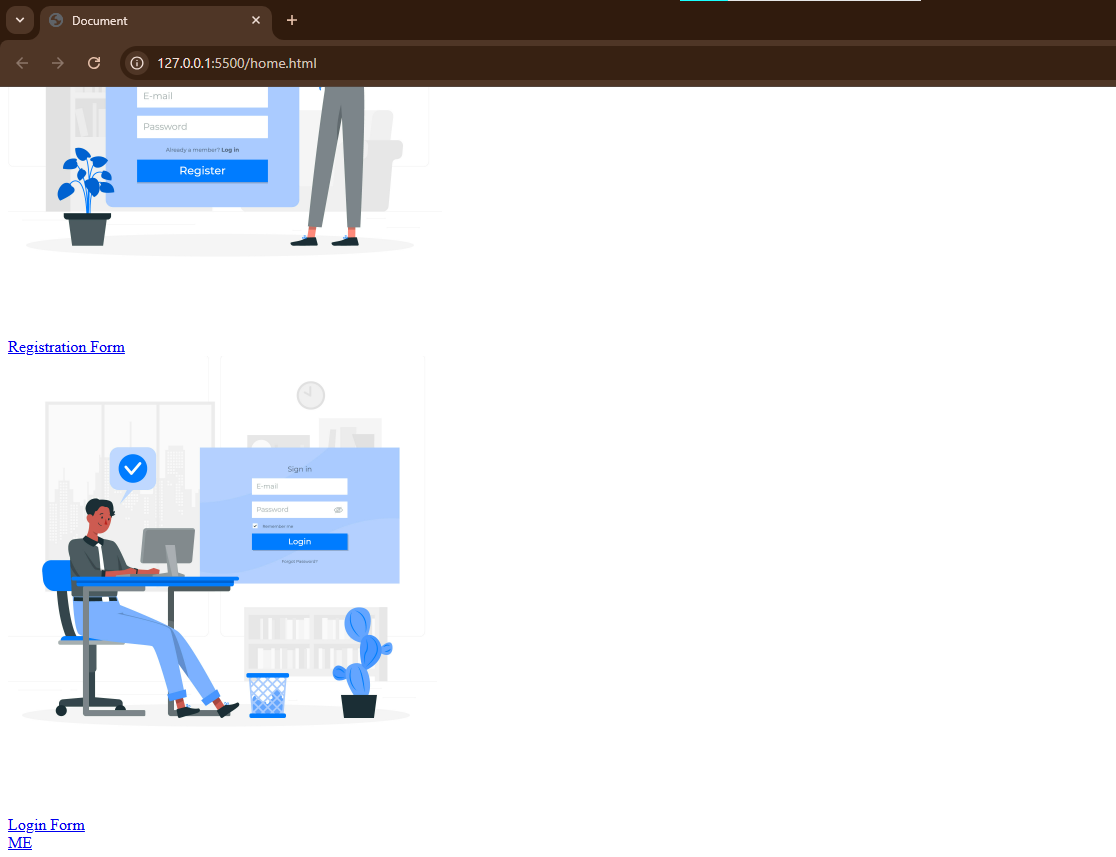 Document
127.0.0.1:5500/home.html
E-mail
Password
Already a member? Log in
Register
Registration Form
Sign in
E-mail
Password
Remember me
Login
Forgot Password?
Login Form
ME